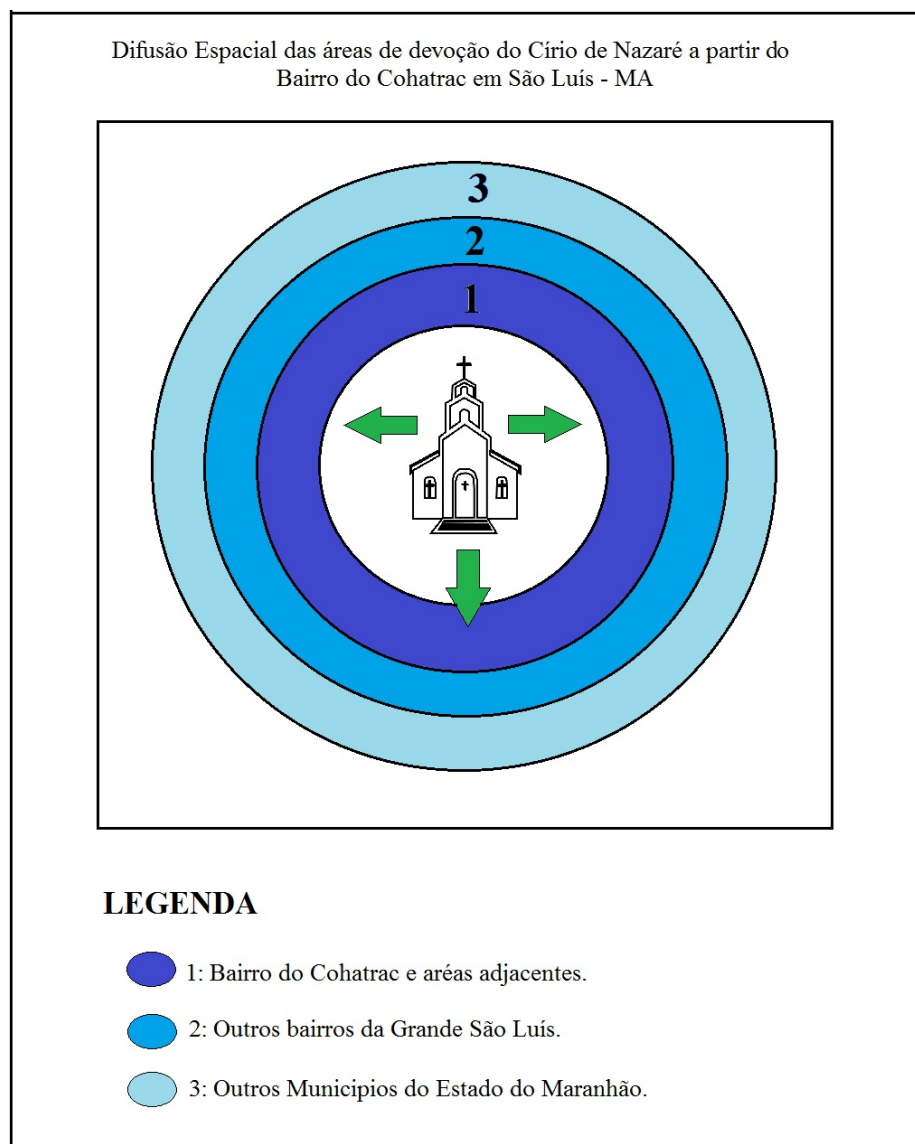 Difusão Espacial das áreas de devoção do Círio de Nazaré a partir do
Bairro do Cohatrac em São Luís - MA
3
2
1
LEGENDA
1: Bairro do Cohatrac e aréas adjacentes.
2: Outros bairros da Grande São Luís.
3: Outros Municipios do Estado do Maranhão.